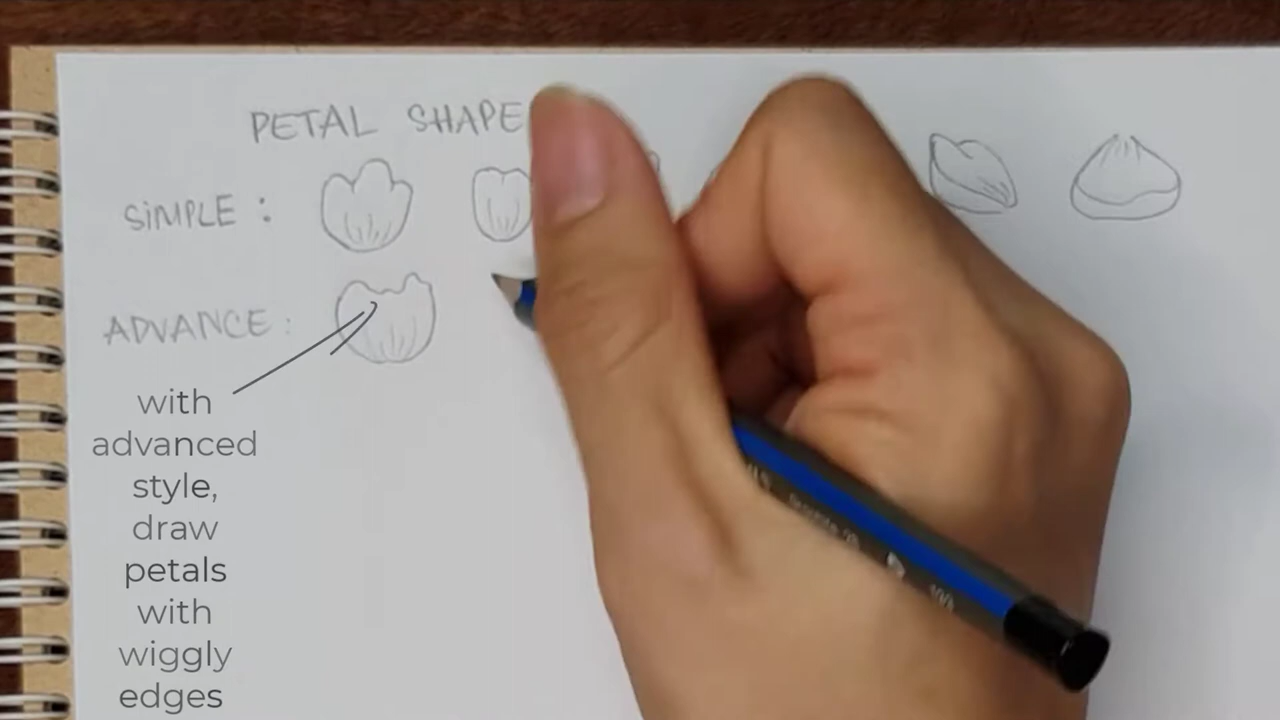 PETAL SHAPE
SiMPLE :
ADVANCE :
with
advanced
style,
draw
petals
with
wiggly
edges